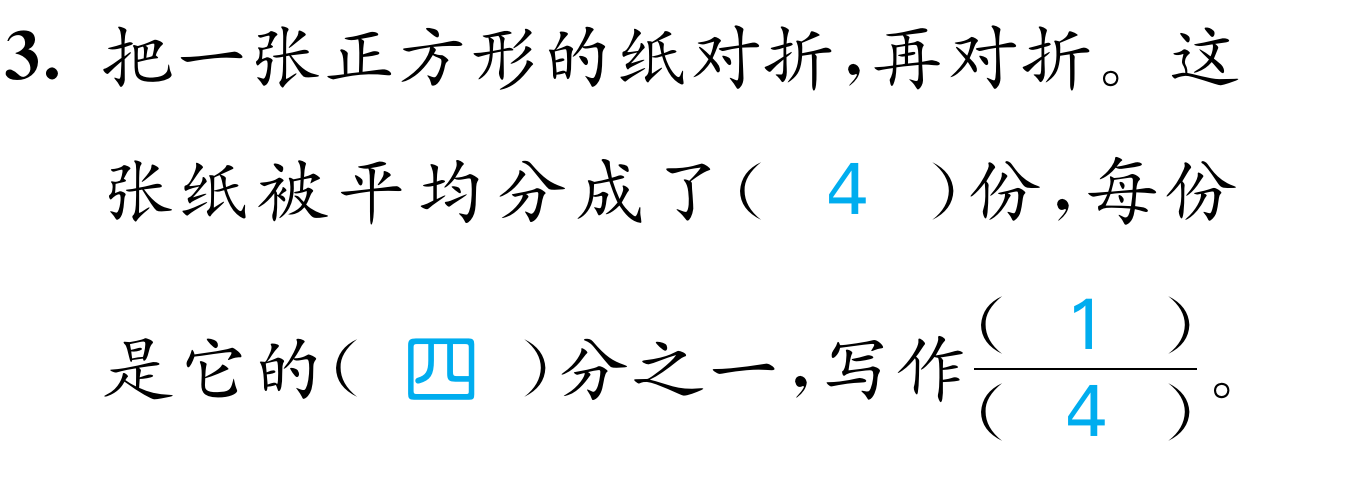 3. 把一张正方形的纸对折,再对折。这
张纸被平均分成了( 4 )份,每份
是它的( 四 )分之一,写作( 1 )/( 4 )。